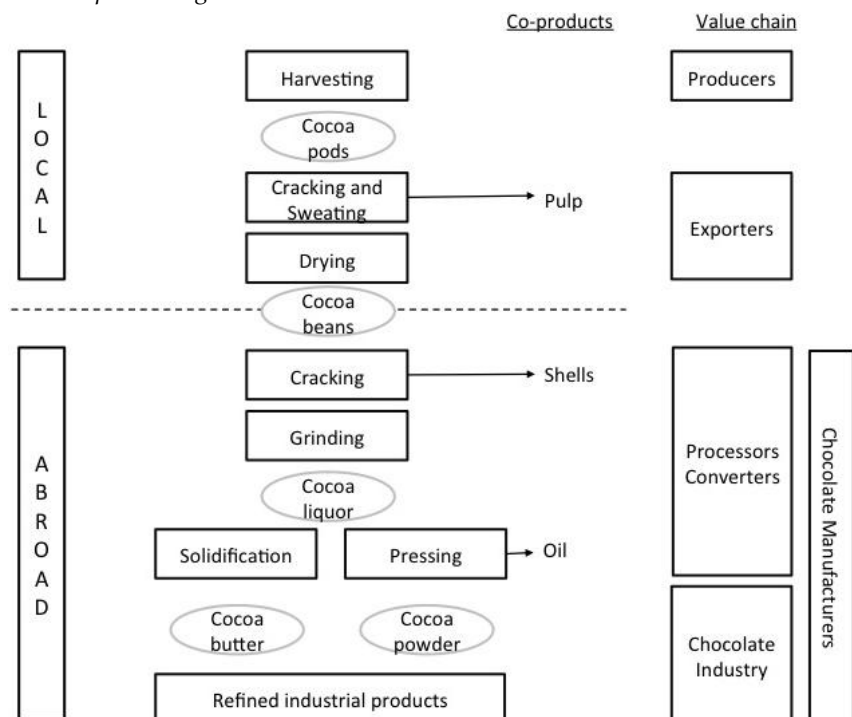 Co-products
Value chain
L
O
C
A
L
Harvesting
Producers
Cocoa
pods
Cracking and
Sweating
Pulp
Exporters
Drying
Cocoa
beans
A
B
R
O
A
D
Cracking
Shells
Grinding
Processors
Converters
Chocolate Manufacturers
Cocoa
liquor
Solidification
Pressing
Oil
Cocoa
butter
Cocoa
powder
Chocolate
Industry
Refined industrial products